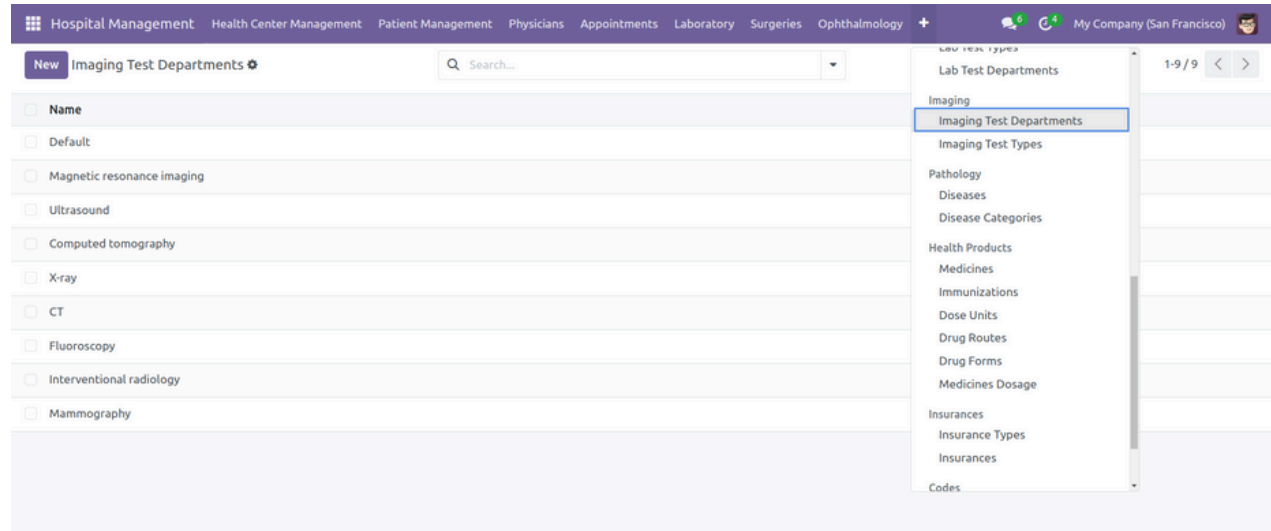 Hospital Management Health Center Management Patient Management Physicians Appointments Laboratory Surgeries Ophthalmology + 6 4 My Company (San Francisco)
New Imaging Test Departments Search... 1-9 / 9
Name
Default
Magnetic resonance imaging
Ultrasound
Computed tomography
X-ray
CT
Fluoroscopy
Interventional radiology
Mammography
Lab Test Types
Lab Test Departments
Imaging
Imaging Test Departments
Imaging Test Types
Pathology
Diseases
Disease Categories
Health Products
Medicines
Immunizations
Dose Units
Drug Routes
Drug Forms
Medicines Dosage
Insurances
Insurance Types
Insurances
Codes